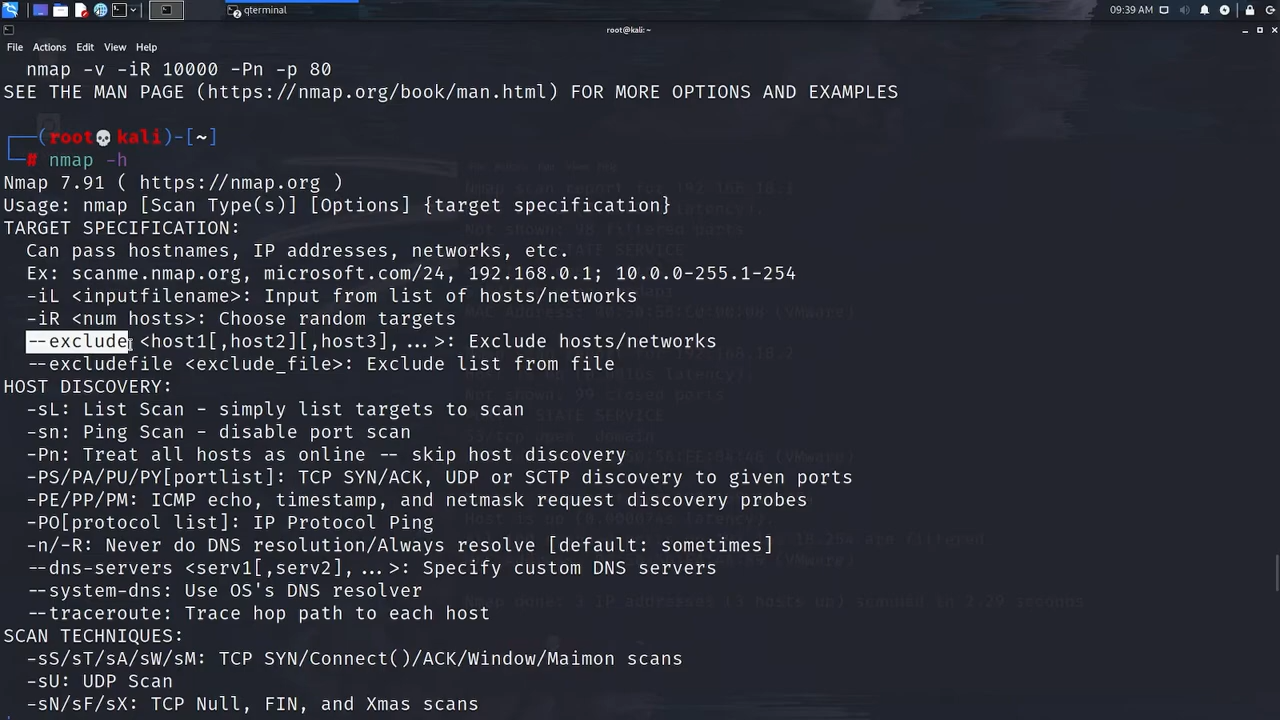 qterminal
09:39 AM
root@kali: ~
File Actions Edit View Help
nmap -v -iR 10000 -Pn -p 80
SEE THE MAN PAGE (https://nmap.org/book/man.html) FOR MORE OPTIONS AND EXAMPLES
(root💀kali)-[~]
# nmap -h
Nmap 7.91 ( https://nmap.org )
Usage: nmap [Scan Type(s)] [Options] {target specification}
TARGET SPECIFICATION:
Can pass hostnames, IP addresses, networks, etc.
Ex: scanme.nmap.org, microsoft.com/24, 192.168.0.1; 10.0.0-255.1-254
-iL <inputfilename>: Input from list of hosts/networks
-iR <num hosts>: Choose random targets
--exclude <host1[,host2][,host3],...>: Exclude hosts/networks
--excludefile <exclude_file>: Exclude list from file
HOST DISCOVERY:
-sL: List Scan - simply list targets to scan
-sn: Ping Scan - disable port scan
-Pn: Treat all hosts as online -- skip host discovery
-PS/PA/PU/PY[portlist]: TCP SYN/ACK, UDP or SCTP discovery to given ports
-PE/PP/PM: ICMP echo, timestamp, and netmask request discovery probes
-PO[protocol list]: IP Protocol Ping
-n/-R: Never do DNS resolution/Always resolve [default: sometimes]
--dns-servers <serv1[,serv2],...>: Specify custom DNS servers
--system-dns: Use OS's DNS resolver
--traceroute: Trace hop path to each host
SCAN TECHNIQUES:
-sS/sT/sA/sW/sM: TCP SYN/Connect()/ACK/Window/Maimon scans
-sU: UDP Scan
-sN/sF/sX: TCP Null, FIN, and Xmas scans